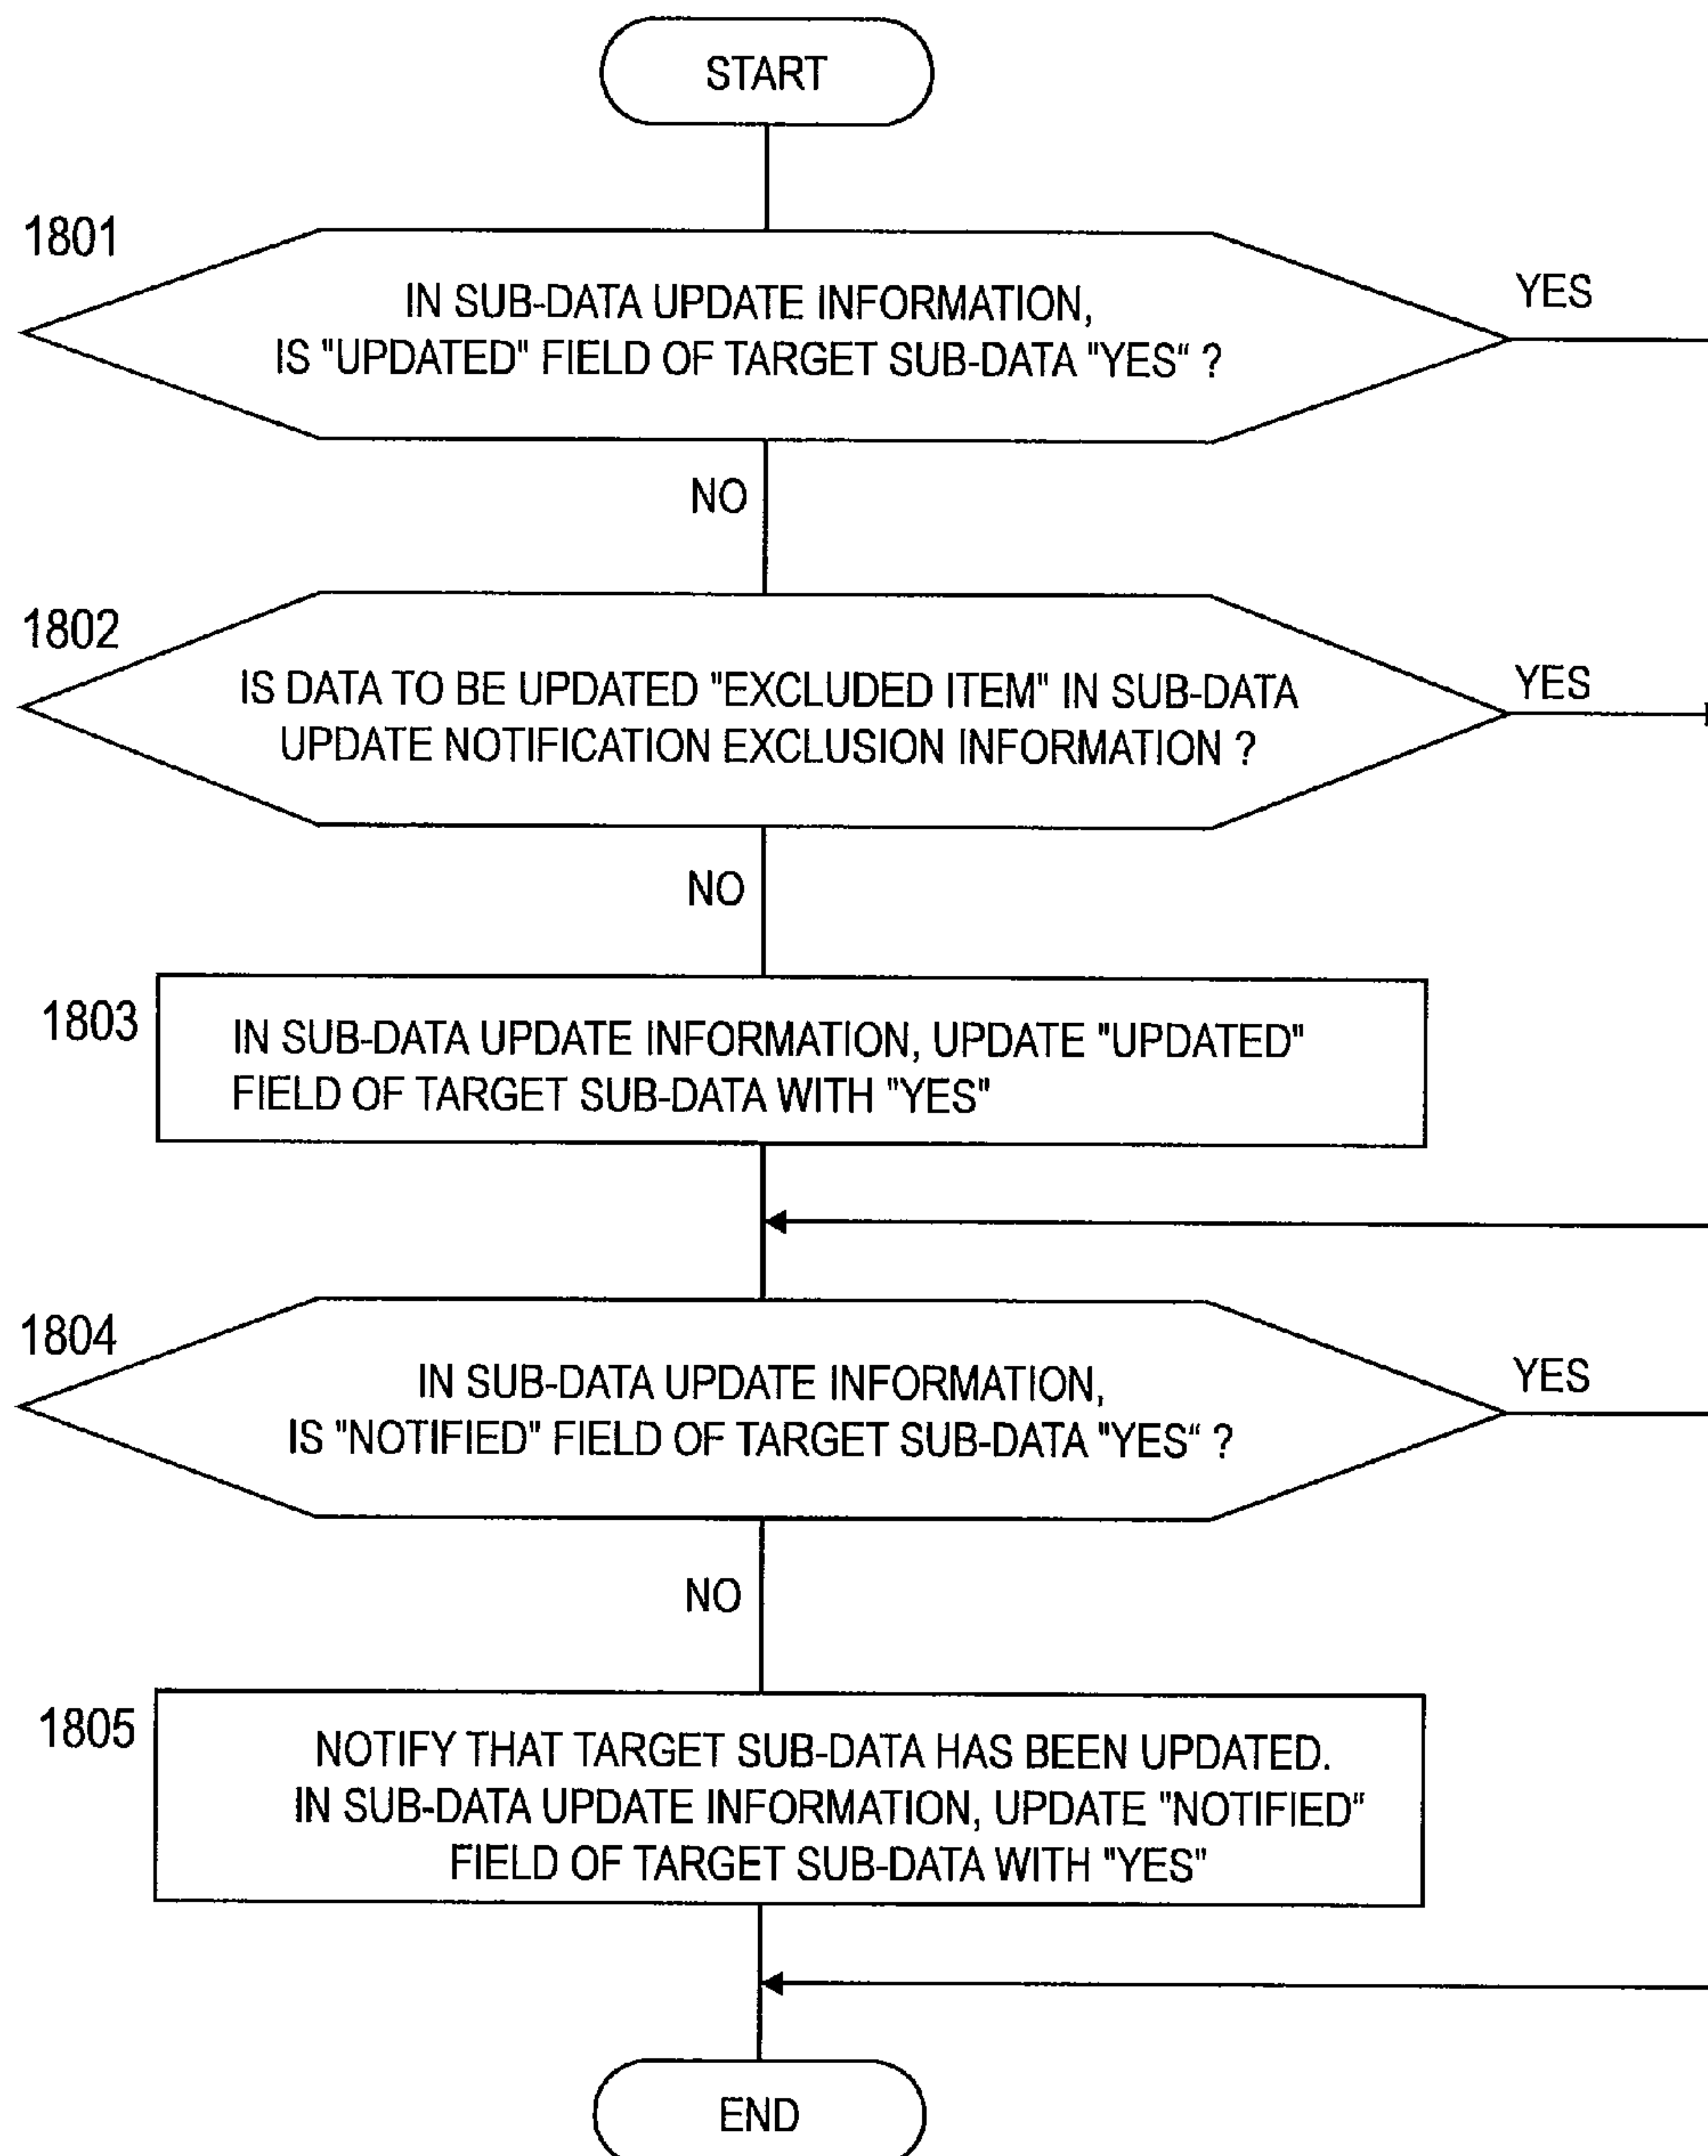 START
1801
IN SUB-DATA UPDATE INFORMATION,
IS "UPDATED" FIELD OF TARGET SUB-DATA "YES" ?
YES
NO
1802
IS DATA TO BE UPDATED "EXCLUDED ITEM" IN SUB-DATA
UPDATE NOTIFICATION EXCLUSION INFORMATION ?
YES
NO
1803
IN SUB-DATA UPDATE INFORMATION, UPDATE "UPDATED"
FIELD OF TARGET SUB-DATA WITH "YES"
1804
IN SUB-DATA UPDATE INFORMATION,
IS "NOTIFIED" FIELD OF TARGET SUB-DATA "YES" ?
YES
NO
1805
NOTIFY THAT TARGET SUB-DATA HAS BEEN UPDATED.
IN SUB-DATA UPDATE INFORMATION, UPDATE "NOTIFIED"
FIELD OF TARGET SUB-DATA WITH "YES"
END